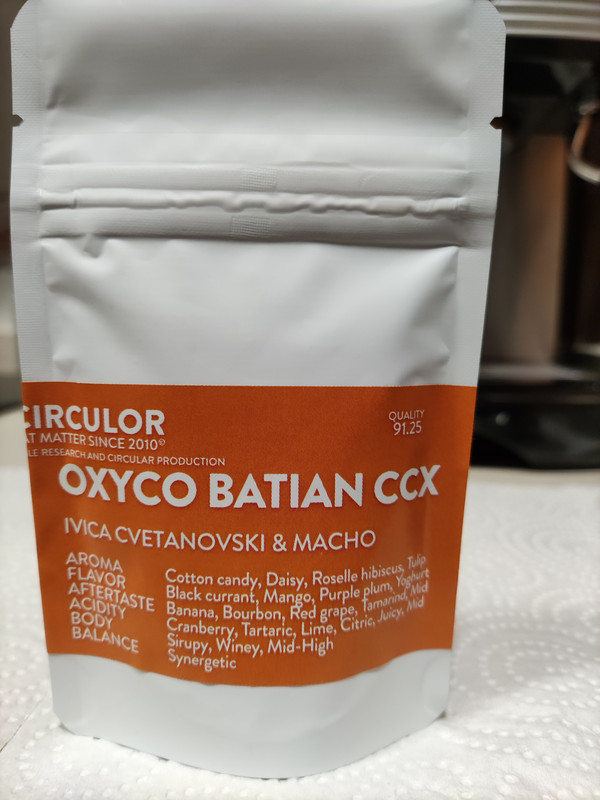 CIRCULOR
AT MATTER SINCE 2010©
LE RESEARCH AND CIRCULAR PRODUCTION
QUALITY
91.25
OXYCO BATIAN CCX
IVICA CVETANOVSKI & MACHO
AROMA Cotton candy, Daisy, Roselle hibiscus, Tulip
FLAVOR Black currant, Mango, Purple plum, Yoghurt
AFTERTASTE Banana, Bourbon, Red grape, Tamarind, Mid
ACIDITY Cranberry, Tartaric, Lime, Citric, Juicy, Mid
BODY Sirupy, Winey, Mid-High
BALANCE Synergetic